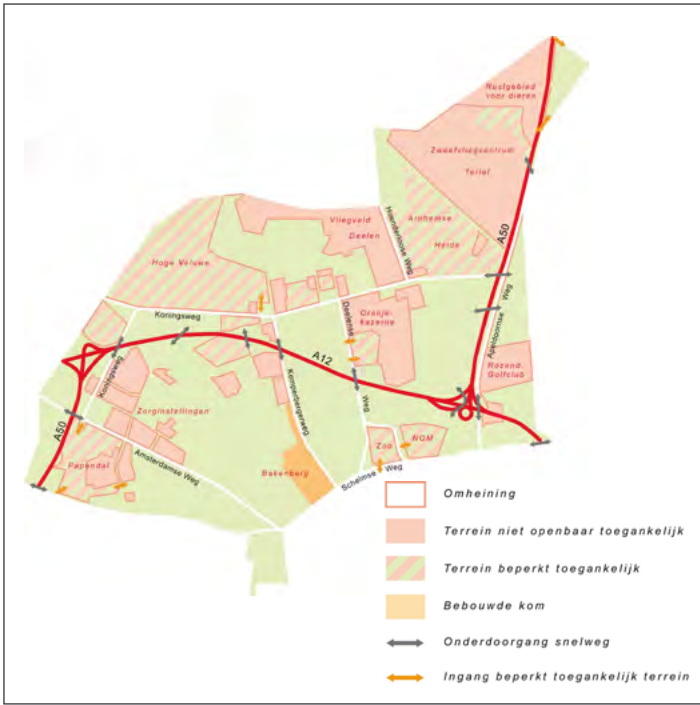 Rustgebied
voor dieren
Zweefvliegcentrum
Terlet
A50
Vliegveld
Deelen
Hoenderloose Weg
Arnhemse
Heide
Hoge Veluwe
Koningsweg
Deelense
Weg
Oranje-
kazerne
Apeldoornse Weg
A12
Koningsweg
Kemperbergerweg
Rozend.
Golfclub
Zorginstellingen
A50
Papendal
Amsterdamse Weg
Bakenberg
Zoo
NOM
Schelmse Weg
Omheining
Terrein niet openbaar toegankelijk
Terrein beperkt toegankelijk
Bebouwde kom
Onderdoorgang snelweg
Ingang beperkt toegankelijk terrein